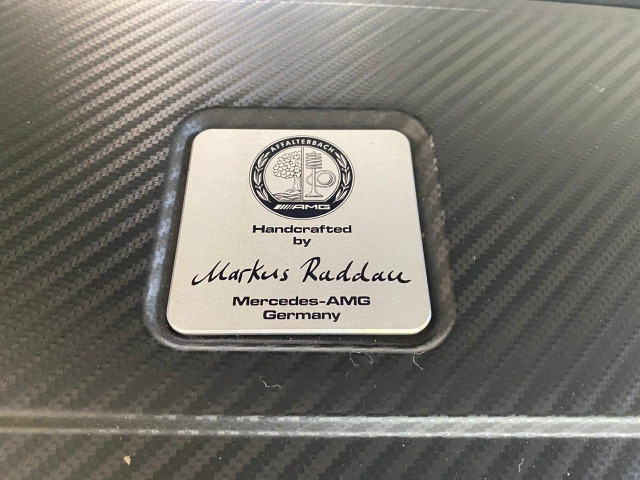 AFFALTERBACH
AMG
Handcrafted
by
Markus Raddau
Mercedes-AMG
Germany